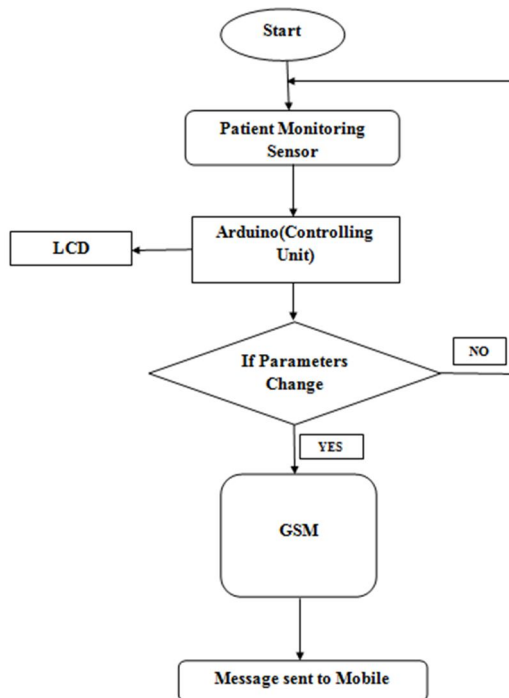 Start
Patient Monitoring
Sensor
Arduino(Controlling
Unit)
LCD
If Parameters
Change
NO
YES
GSM
Message sent to Mobile